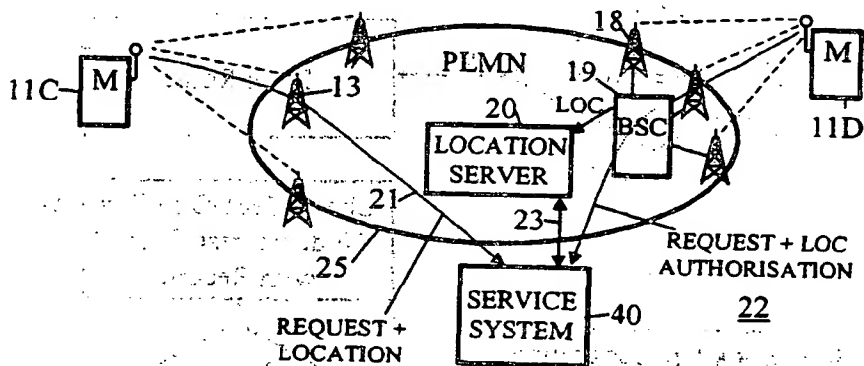 18
M
PLMN
19
M
11C
13
20
LOC
BSC
11D
LOCATION
SERVER
21
23
25
REQUEST + LOC
AUTHORISATION
SERVICE
SYSTEM
40
22
REQUEST +
LOCATION